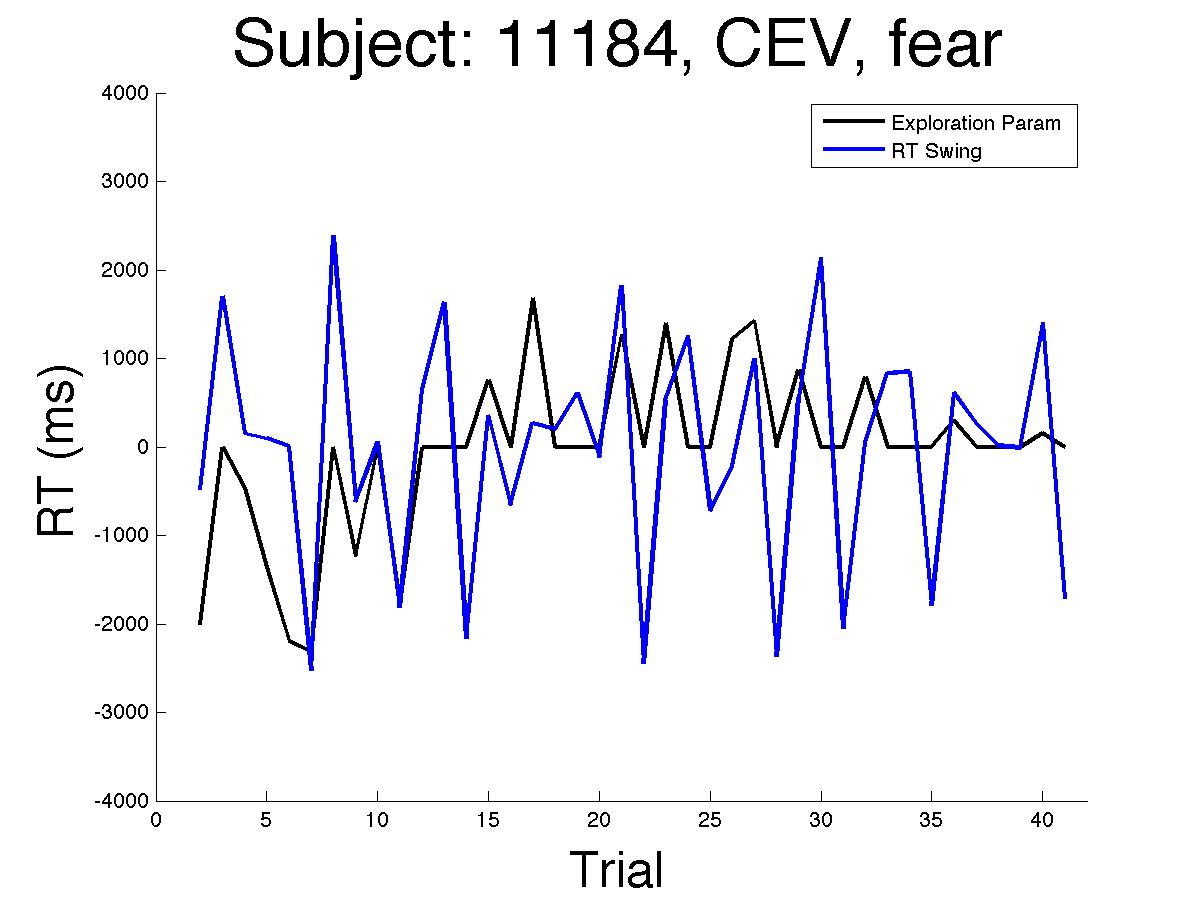 Subject: 11184, CEV, fear
Exploration Param
RT Swing
RT (ms)
4000
3000
2000
1000
0
-1000
-2000
-3000
-4000
0 5 10 15 20 25 30 35 40
Trial